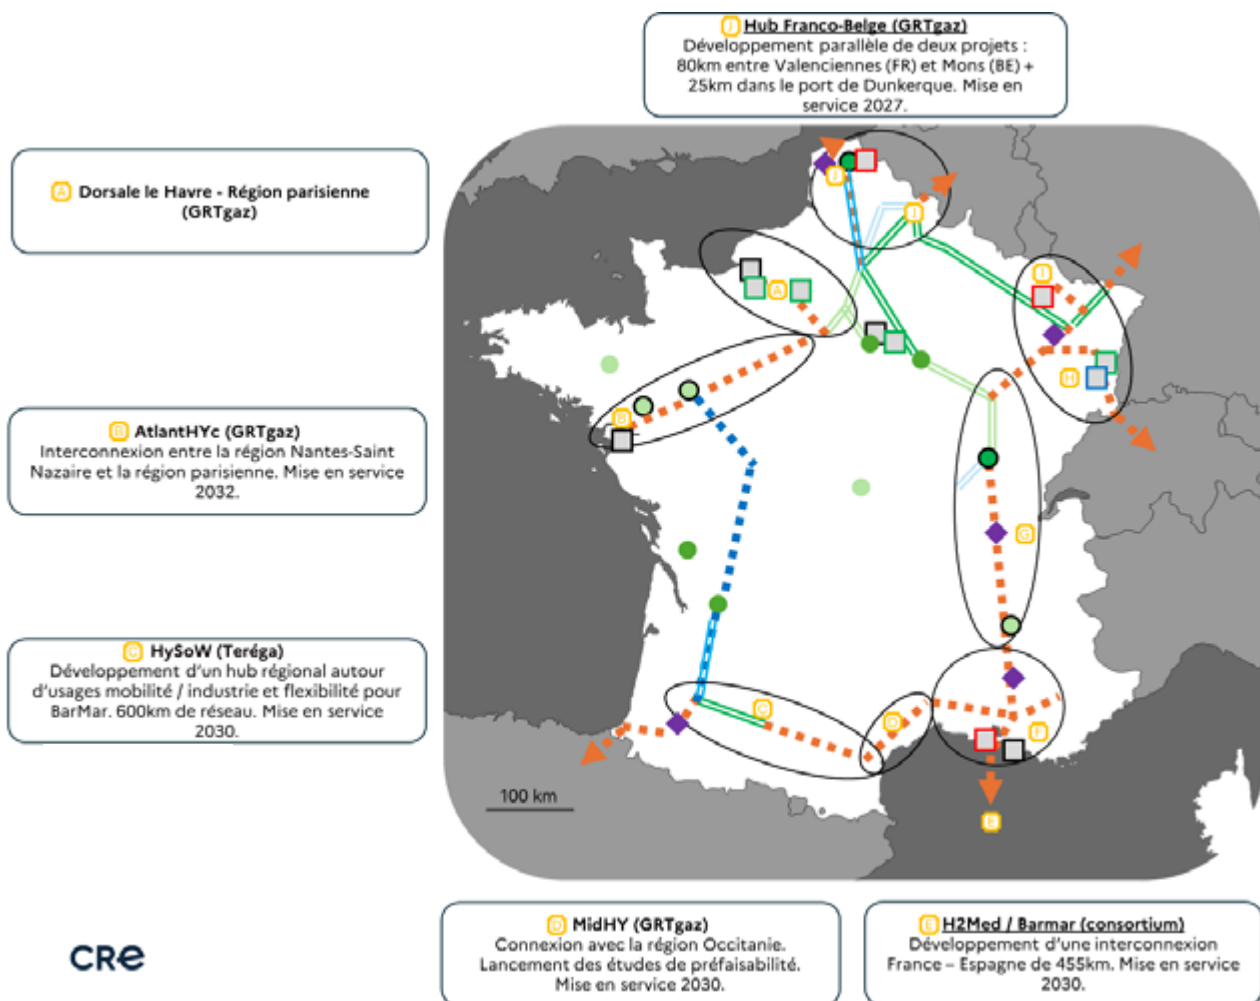 J Hub Franco-Belge (GRTgaz)
Développement parallèle de deux projets :
80km entre Valenciennes (FR) et Mons (BE) +
25km dans le port de Dunkerque. Mise en
service 2027.
A Dorsale le Havre - Région parisienne
(GRTgaz)
B AtlantHYc (GRTgaz)
Interconnexion entre la région Nantes-Saint
Nazaire et la région parisienne. Mise en service
2032.
C HySoW (Teréga)
Développement d'un hub régional autour
d'usages mobilité / industrie et flexibilité pour
BarMar. 600km de réseau. Mise en service
2030.
J
J
I
A
H
B
G
C
D
F
100 km
E
D MidHY (GRTgaz)
Connexion avec la région Occitanie.
Lancement des études de préfaisabilité.
Mise en service 2030.
E H2Med / Barmar (consortium)
Développement d'une interconnexion
France – Espagne de 455km. Mise en service
2030.
CRe